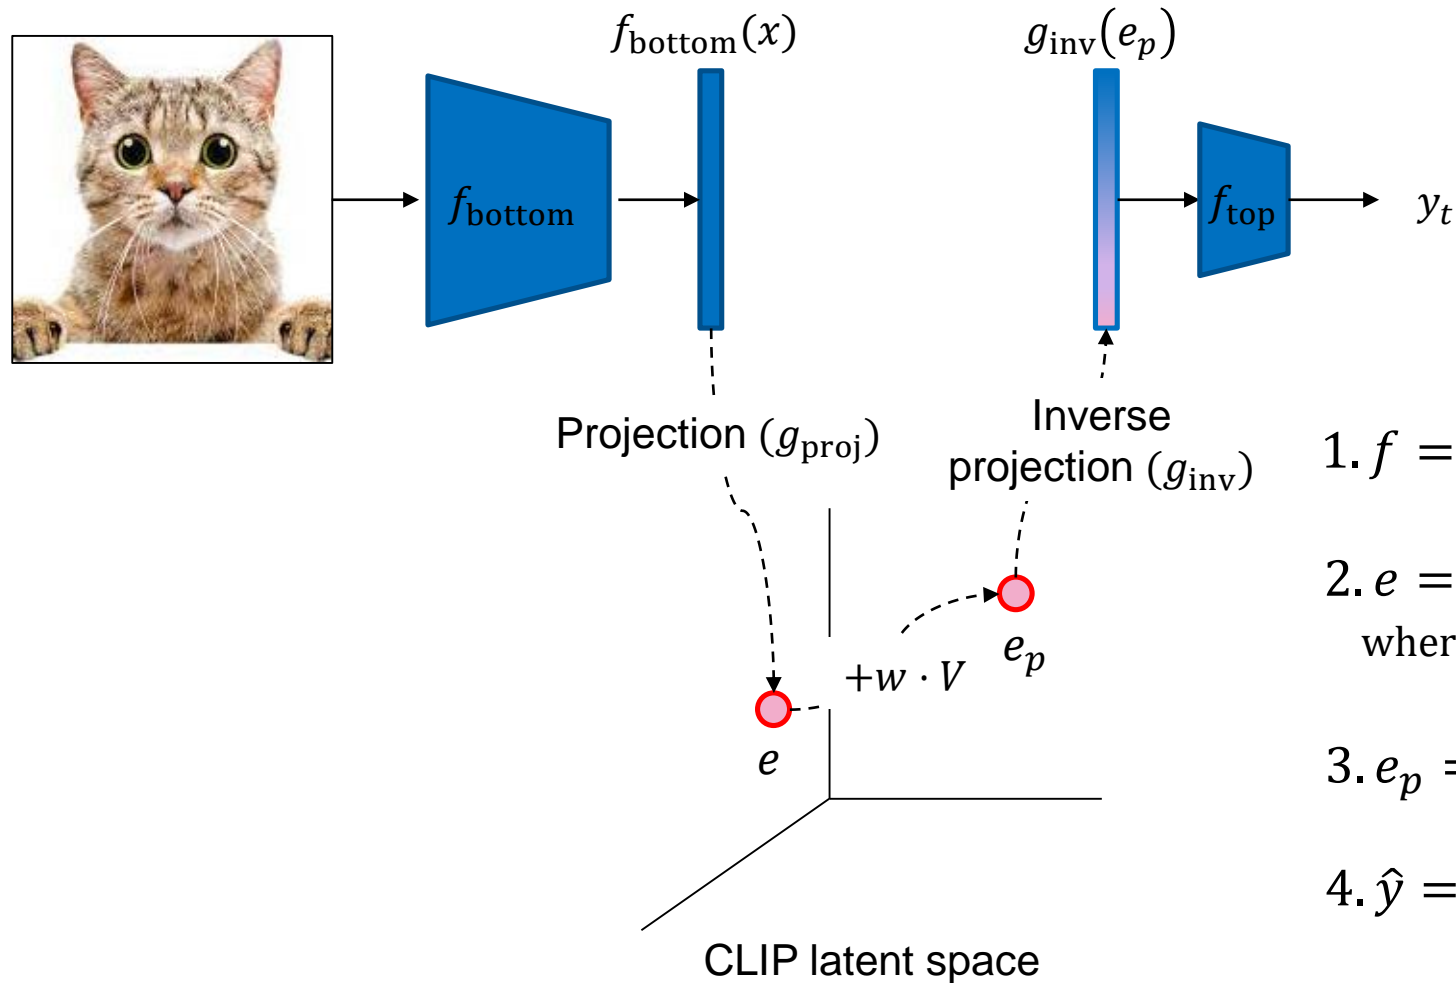 f_bottom(x)
g_inv(e_p)
f_bottom
f_top
y_t
Projection (g_proj)
Inverse
projection (g_inv)
+w · V
e_p
e
CLIP latent space
1. f =
2. e =
wher
3. e_p =
4. ŷ =